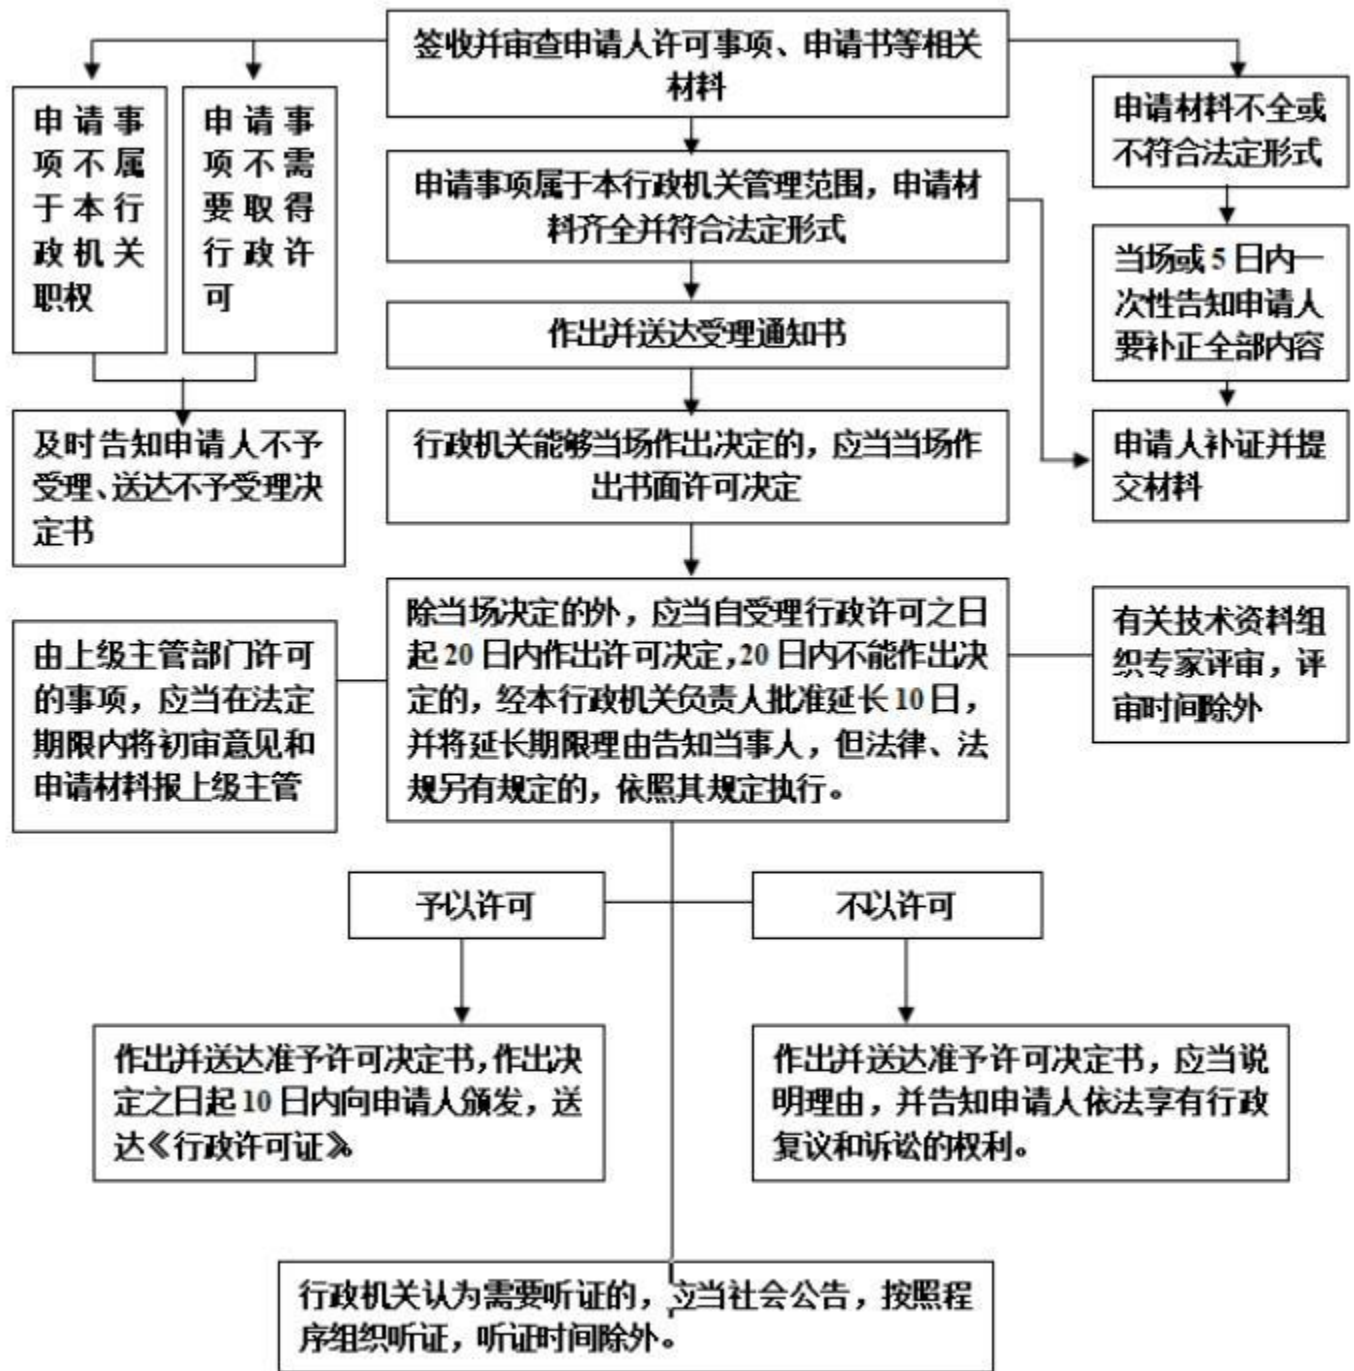 签收并审查申请人许可事项、申请书等相关
材料
申请事
项不属
于本行
政机关
职权
申请事
项不需
要取得
行政许
可
申请材料不全或
不符合法定形式
申请事项属于本行政机关管理范围，申请材
料齐全并符合法定形式
当场或5日内一
次性告知申请人
要补正全部内容
作出并送达受理通知书
及时告知申请人不予
受理、送达不予受理决
定书
行政机关能够当场作出决定的，应当当场作
出书面许可决定
申请人补证并提
交材料
由上级主管部门许可
的事项，应当在法定
期限内将初审意见和
申请材料报上级主管
除当场决定的外，应当自受理行政许可之日
起20日内作出许可决定，20日内不能作出决
定的，经本行政机关负责人批准延长10日，
并将延长期限理由告知当事人，但法律、法
规另有规定的，依照其规定执行。
有关技术资料组
织专家评审，评
审时间除外
予以许可
不以许可
作出并送达准予许可决定书，作出决
定之日起10日内向申请人颁发，送
达《行政许可证》。
作出并送达准予许可决定书，应当说
明理由，并告知申请人依法享有行政
复议和诉讼的权利。
行政机关认为需要听证的，应当社会公告，按照程
序组织听证，听证时间除外。